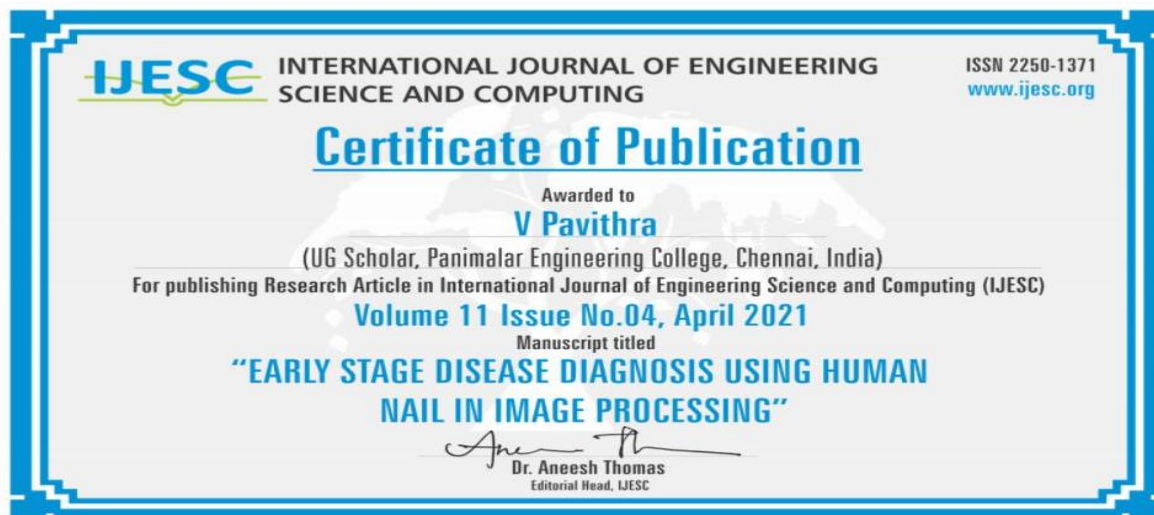 IJESC
INTERNATIONAL JOURNAL OF ENGINEERING
SCIENCE AND COMPUTING
ISSN 2250-1371
www.ijesc.org
Certificate of Publication
Awarded to
V Pavithra
(UG Scholar, Panimalar Engineering College, Chennai, India)
For publishing Research Article in International Journal of Engineering Science and Computing (IJESC)
Volume 11 Issue No.04, April 2021
Manuscript titled
“EARLY STAGE DISEASE DIAGNOSIS USING HUMAN
NAIL IN IMAGE PROCESSING”
Dr. Aneesh Thomas
Editorial Head, IJESC